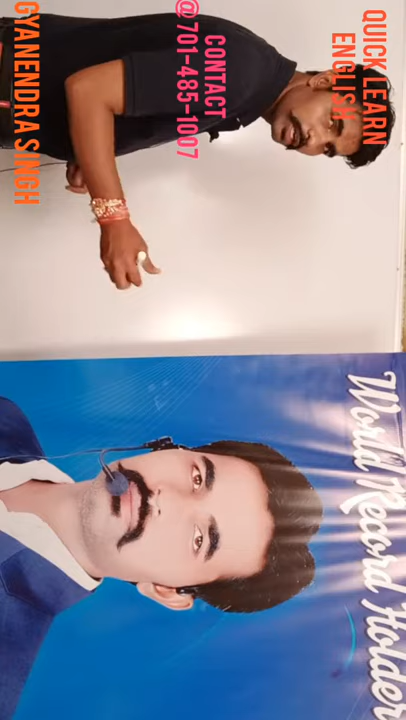 QUICK LEARN
ENGLISH
CONTACT
@701-485-1007
GYANENDRA SINGH
World Record Holder